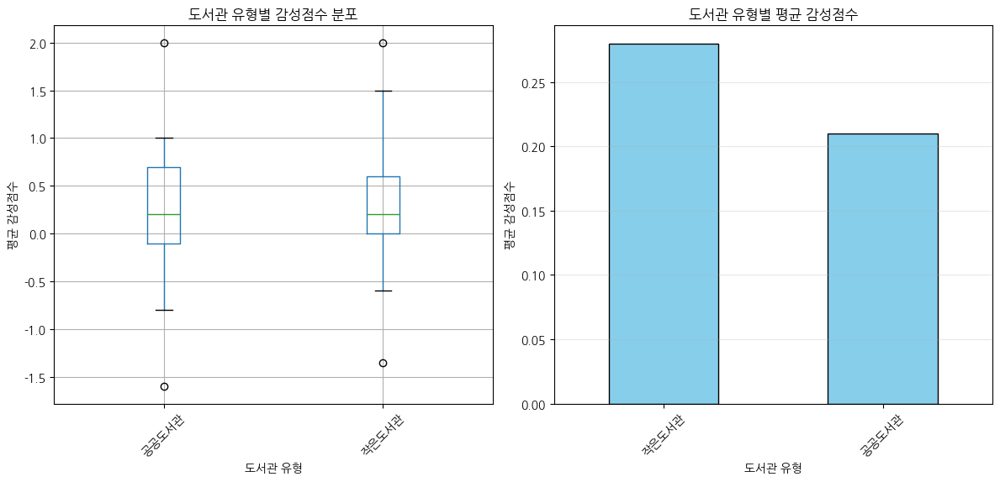 도서관 유형별 감성점수 분포
평균 감성점수
2.0
1.5
1.0
0.5
0.0
-0.5
-1.0
-1.5
공공도서관
작은도서관
도서관 유형
도서관 유형별 평균 감성점수
평균 감성점수
0.25
0.20
0.15
0.10
0.05
0.00
작은도서관
공공도서관
도서관 유형